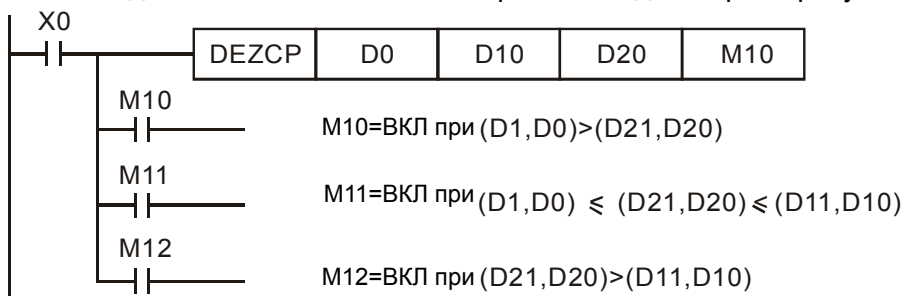 X0
DEZCP D0 D10 D20 M10
M10
M10=ВКЛ при (D1,D0)>(D21,D20)
M11
M11=ВКЛ при (D1,D0) ⩽ (D21,D20)⩽(D11,D10)
M12
M12=ВКЛ при (D21,D20)>(D11,D10)